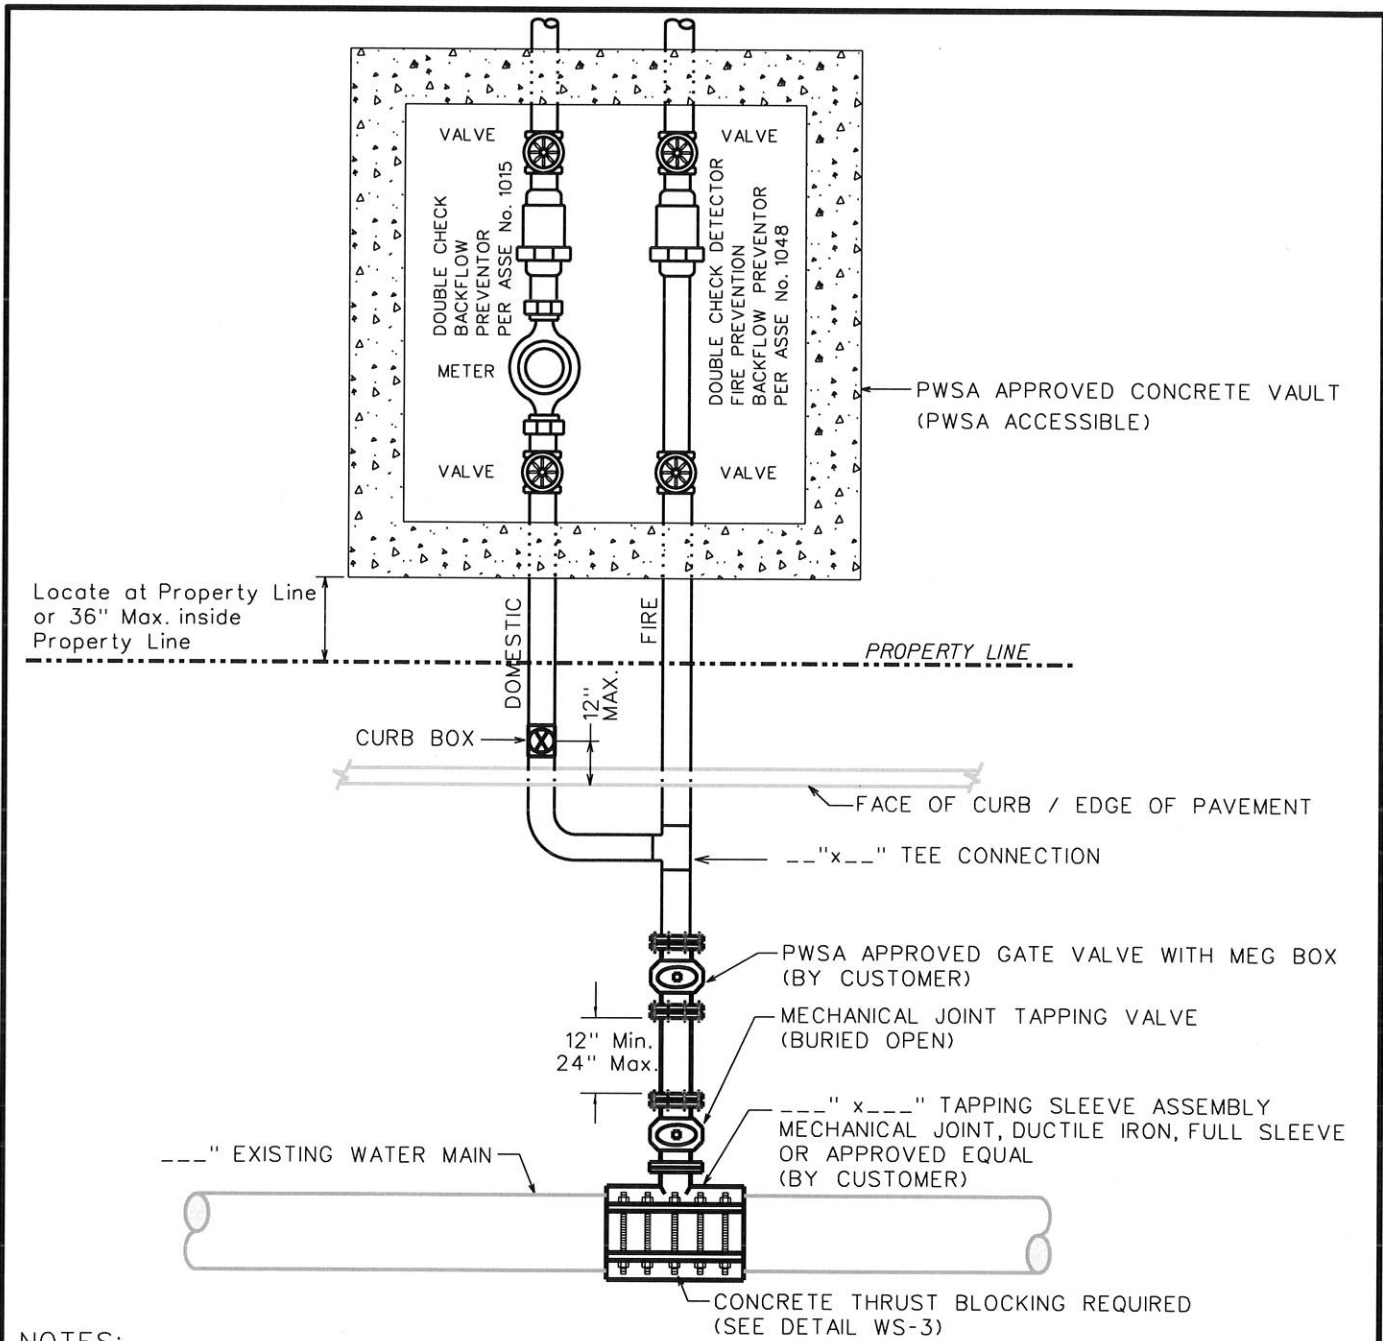 VALVE
VALVE
DOUBLE CHECK
BACKFLOW
PREVENTOR
PER ASSE No. 1015
DOUBLE CHECK DETECTOR
FIRE PREVENTION
BACKFLOW PREVENTOR
PER ASSE No. 1048
METER
PWSA APPROVED CONCRETE VAULT
(PWSA ACCESSIBLE)
VALVE
VALVE
Locate at Property Line
or 36" Max. inside
Property Line
DOMESTIC
FIRE
PROPERTY LINE
12"
MAX.
CURB BOX
FACE OF CURB / EDGE OF PAVEMENT
__"x__" TEE CONNECTION
PWSA APPROVED GATE VALVE WITH MEG BOX
(BY CUSTOMER)
MECHANICAL JOINT TAPPING VALVE
(BURIED OPEN)
12" Min.
24" Max.
___" x___" TAPPING SLEEVE ASSEMBLY
MECHANICAL JOINT, DUCTILE IRON, FULL SLEEVE
OR APPROVED EQUAL
(BY CUSTOMER)
___" EXISTING WATER MAIN
CONCRETE THRUST BLOCKING REQUIRED
(SEE DETAIL WS-3)
NOTES: